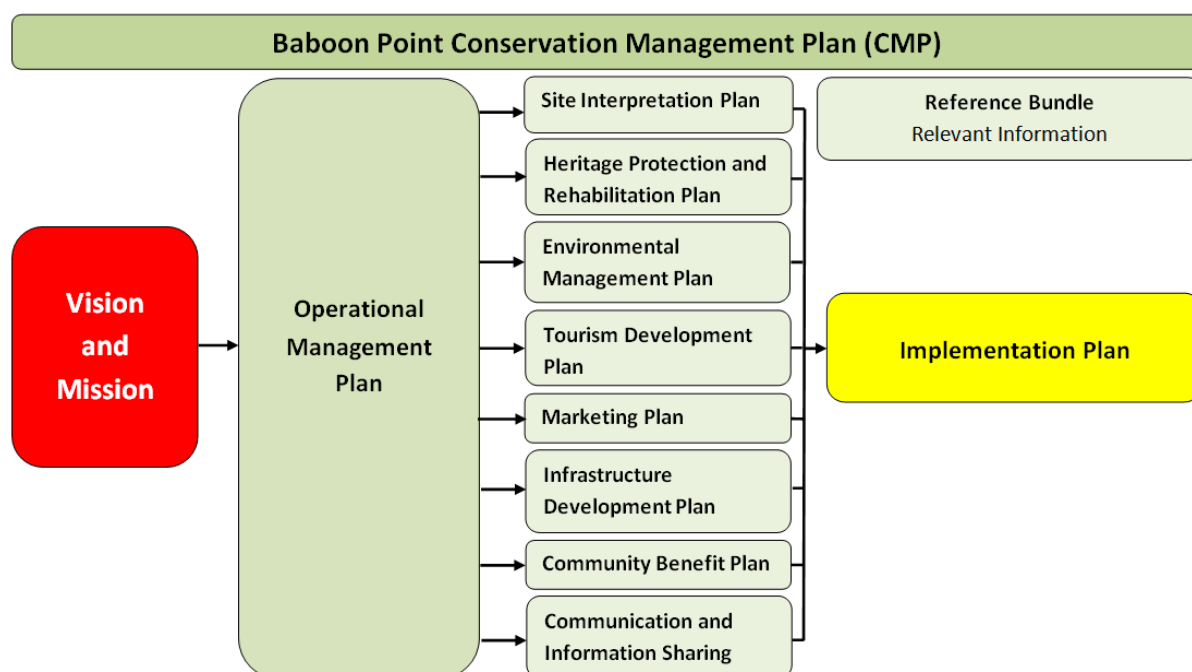 Baboon Point Conservation Management Plan (CMP)
Vision
and
Mission
Operational
Management
Plan
Site Interpretation Plan
Heritage Protection and
Rehabilitation Plan
Environmental
Management Plan
Tourism Development
Plan
Marketing Plan
Infrastructure
Development Plan
Community Benefit Plan
Communication and
Information Sharing
Reference Bundle
Relevant Information
Implementation Plan